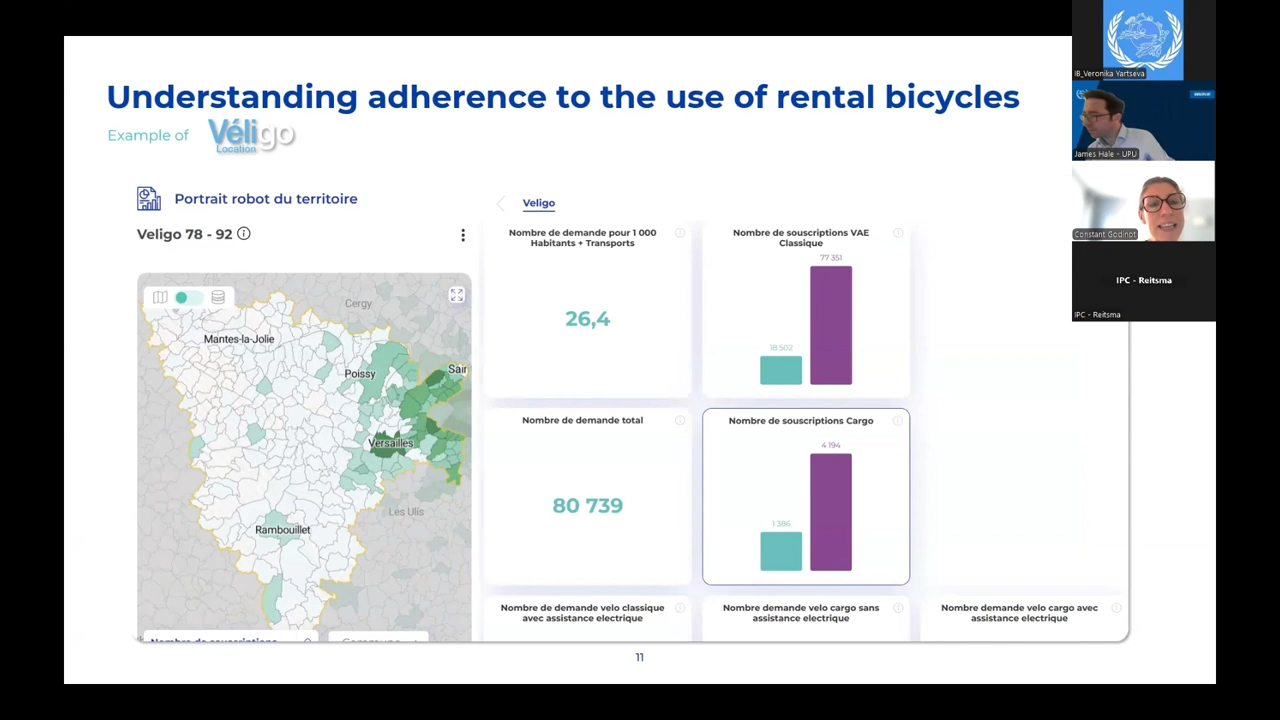 Understanding adherence to the use of rental bicycles
Example of
Véligo
Location
Portrait robot du territoire
Veligo 78 - 92
Cergy
Mantes-la-Jolie
Poissy
Sain
Versailles
Les Ulis
Rambouillet
Veligo
Nombre de demande pour 1 000
Habitants + Transports
26,4
Nombre de souscriptions VAE
Classique
77 351
18 502
Nombre de demande total
80 739
Nombre de souscriptions Cargo
4 194
1 386
Nombre de demande velo classique
avec assistance electrique
Nombre demande velo cargo sans
assistance electrique
Nombre demande velo cargo avec
assistance electrique
11
IB_Veronika Yartseva
James Hale - UPU
Constant Godinot
IPC - Reitsma
IPC - Reitsma